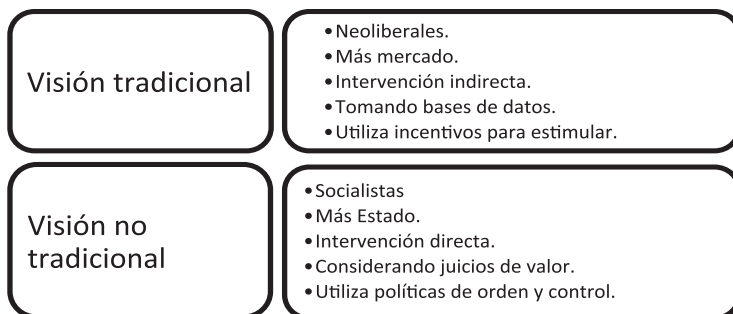 Visión tradicional
•Neoliberales.
•Más mercado.
•Intervención indirecta.
•Tomando bases de datos.
•Utiliza incentivos para estimular.
Visión no
tradicional
•Socialistas
•Más Estado.
•Intervención directa.
•Considerando juicios de valor.
•Utiliza políticas de orden y control.